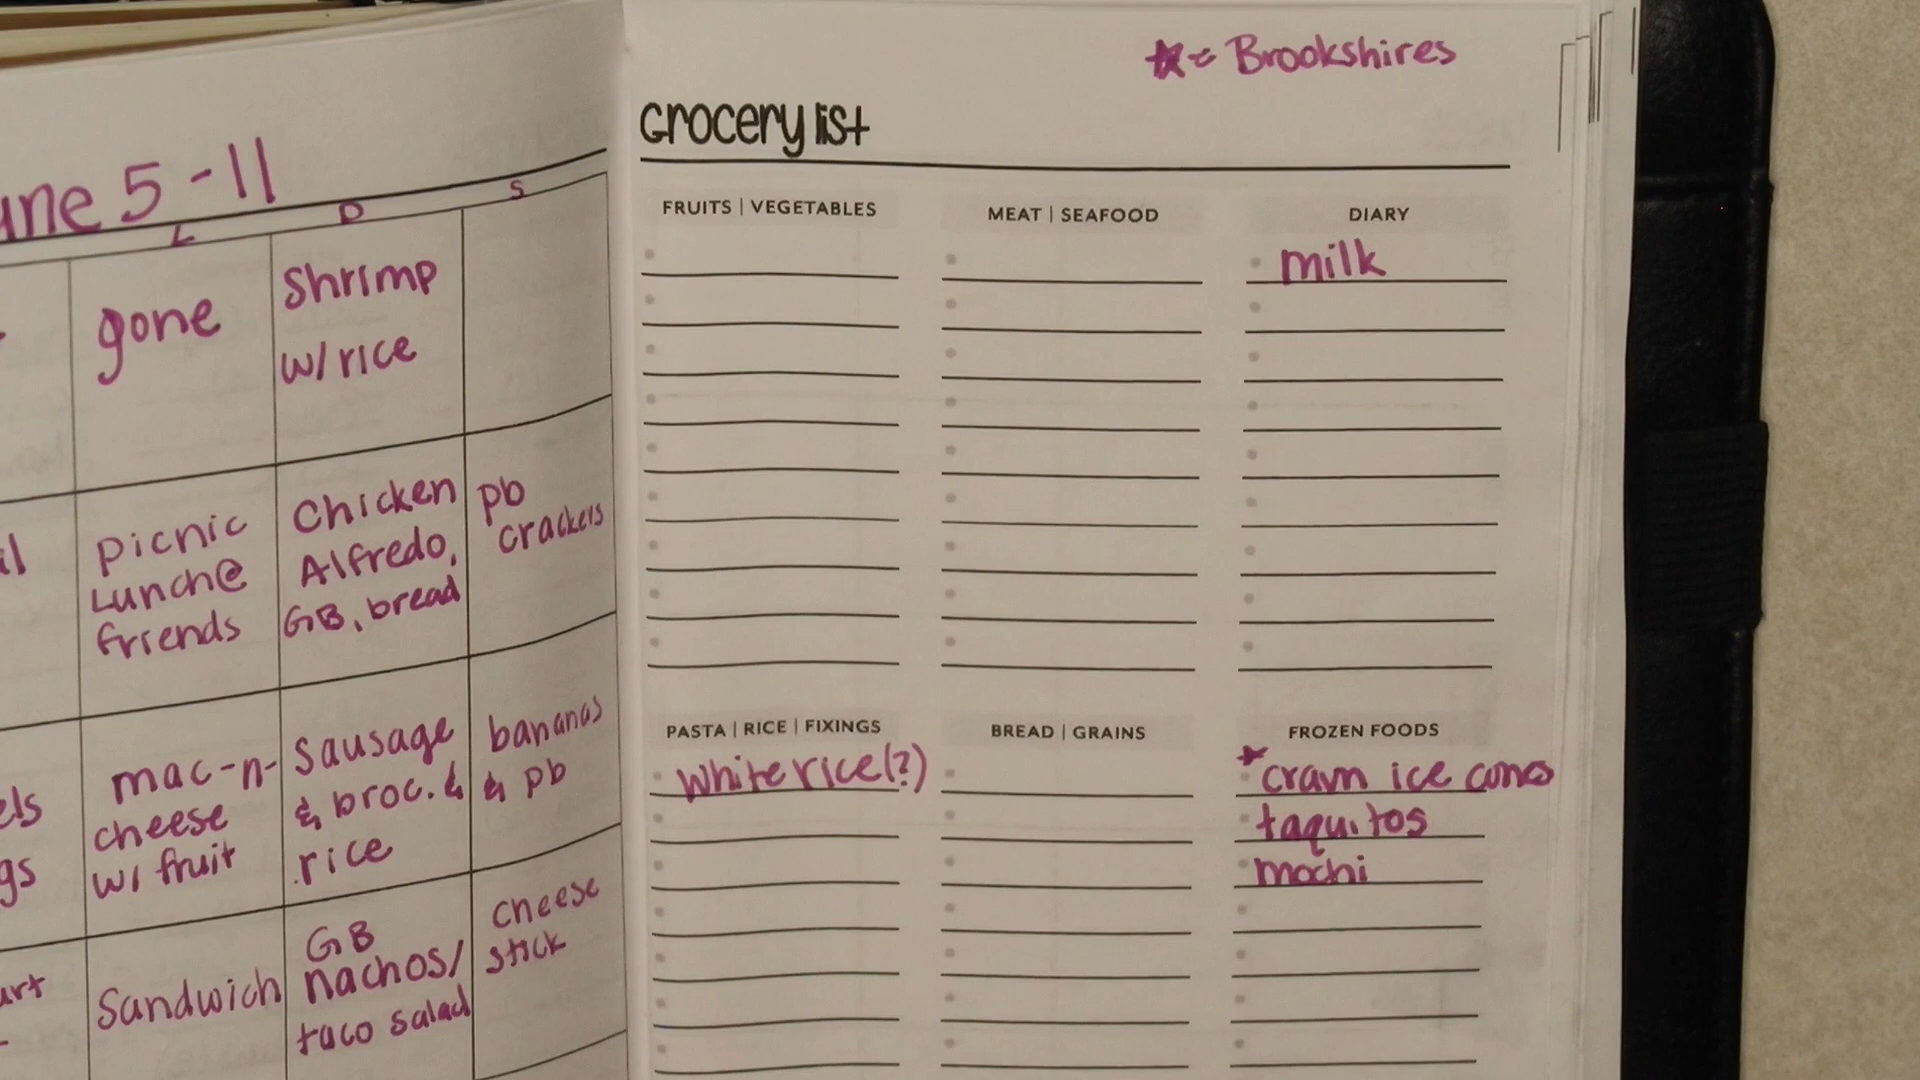 une 5-11
L
D
S
gone
Shrimp
w/rice
Picnic
Lunch@
friends
Chicken
Alfredo,
GB, bread
pb
crackers
mac-n-
cheese
w/ fruit
Sausage
& broc. &
rice
bananas
& pb
els
gs
Sandwich
GB
nachos/
taco salad
cheese
stick
= Brookshires
Grocery list
FRUITS | VEGETABLES
MEAT | SEAFOOD
DIARY
milk
PASTA | RICE | FIXINGS
White rice (?)
BREAD | GRAINS
FROZEN FOODS
ice cones
taquitos
mochi